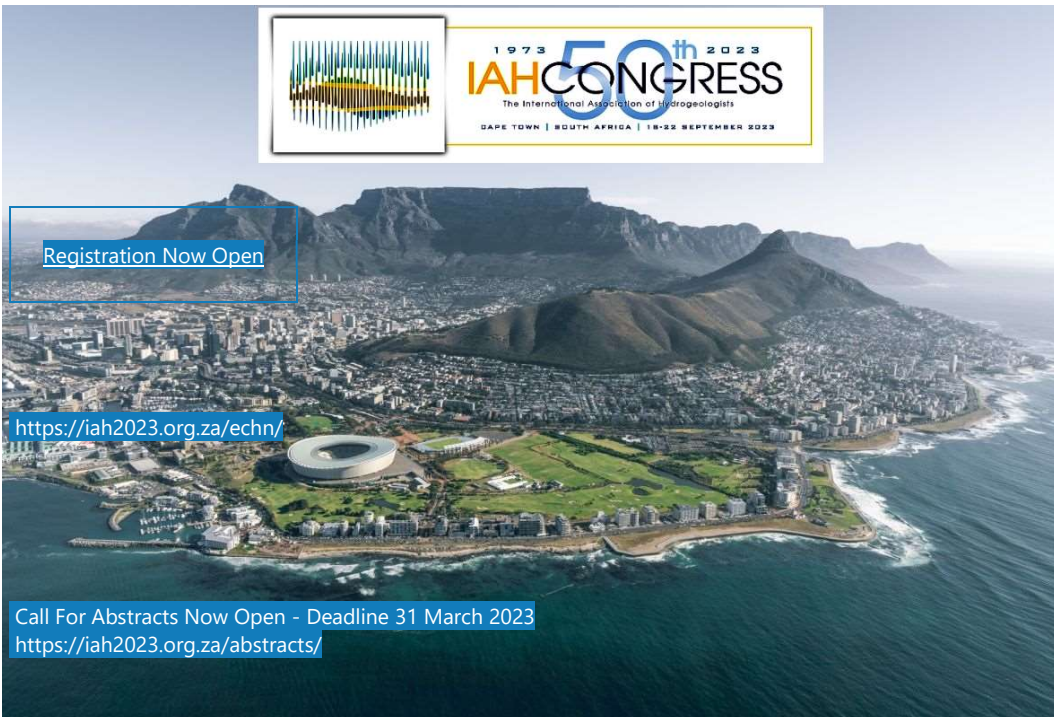 1973 50th 2023
IAHCONGRESS
The International Association of Hydrogeologists
CAPE TOWN | SOUTH AFRICA | 18-22 SEPTEMBER 2023
Registration Now Open
https://iah2023.org.za/echn/
Call For Abstracts Now Open - Deadline 31 March 2023
https://iah2023.org.za/abstracts/